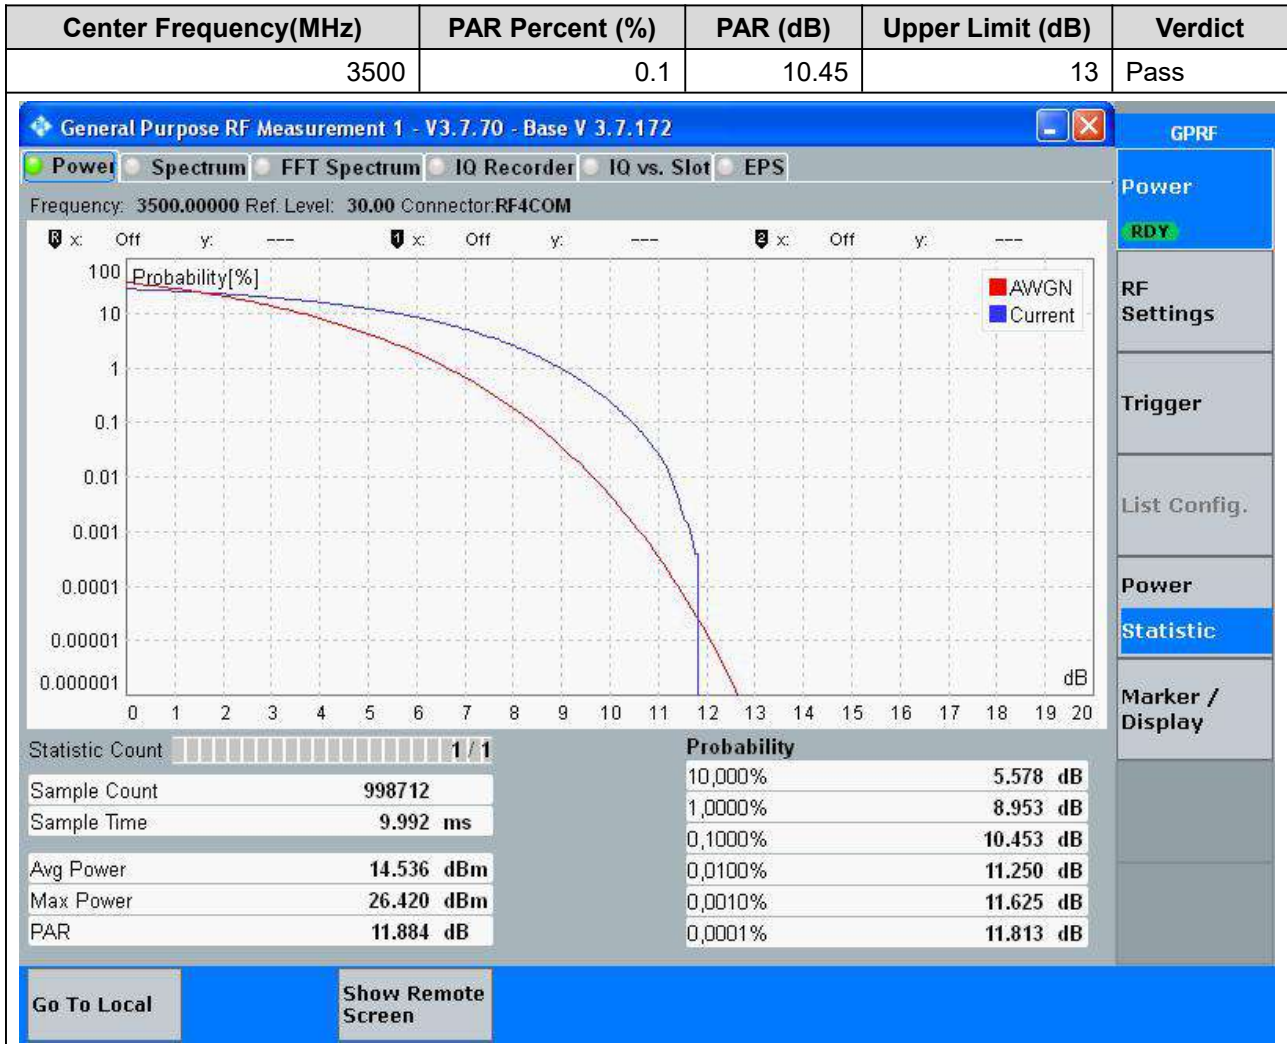 Center Frequency(MHz) PAR Percent (%) PAR (dB) Upper Limit (dB) Verdict
3500 0.1 10.45 13 Pass
General Purpose RF Measurement 1 - V3.7.70 - Base V 3.7.172
Power Spectrum FFT Spectrum IQ Recorder IQ vs. Slot EPS
Frequency: 3500.00000 Ref. Level: 30.00 Connector:RF4COM
R x: Off y: --- 1 x: Off y: --- 2 x: Off y: ---
Probability[%]
100
10
1
0.1
0.01
0.001
0.0001
0.00001
0.000001
AWGN
Current
dB
0 1 2 3 4 5 6 7 8 9 10 11 12 13 14 15 16 17 18 19 20
Statistic Count 1 / 1
Sample Count 998712
Sample Time 9.992 ms
Avg Power 14.536 dBm
Max Power 26.420 dBm
PAR 11.884 dB
Probability
10,000% 5.578 dB
1,0000% 8.953 dB
0,1000% 10.453 dB
0,0100% 11.250 dB
0,0010% 11.625 dB
0,0001% 11.813 dB
GPRF
Power
RDY
RF
Settings
Trigger
List Config.
Power
Statistic
Marker /
Display
Go To Local
Show Remote
Screen